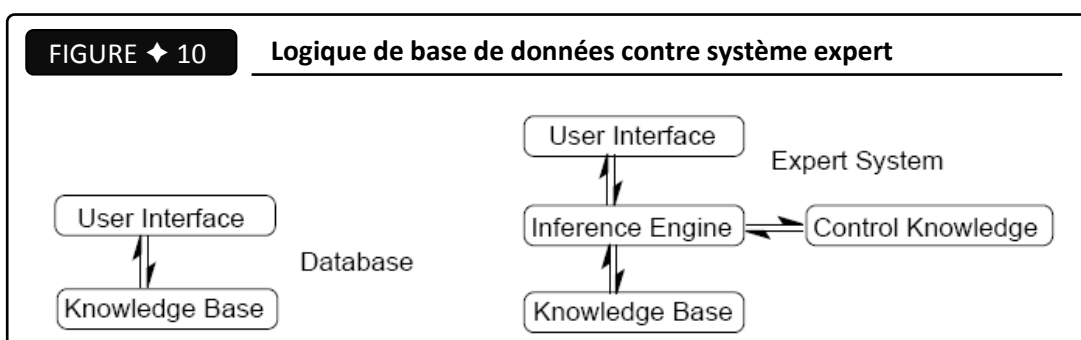 FIGURE ✦ 10
Logique de base de données contre système expert
User Interface
Database
Knowledge Base
User Interface
Expert System
Inference Engine
Control Knowledge
Knowledge Base